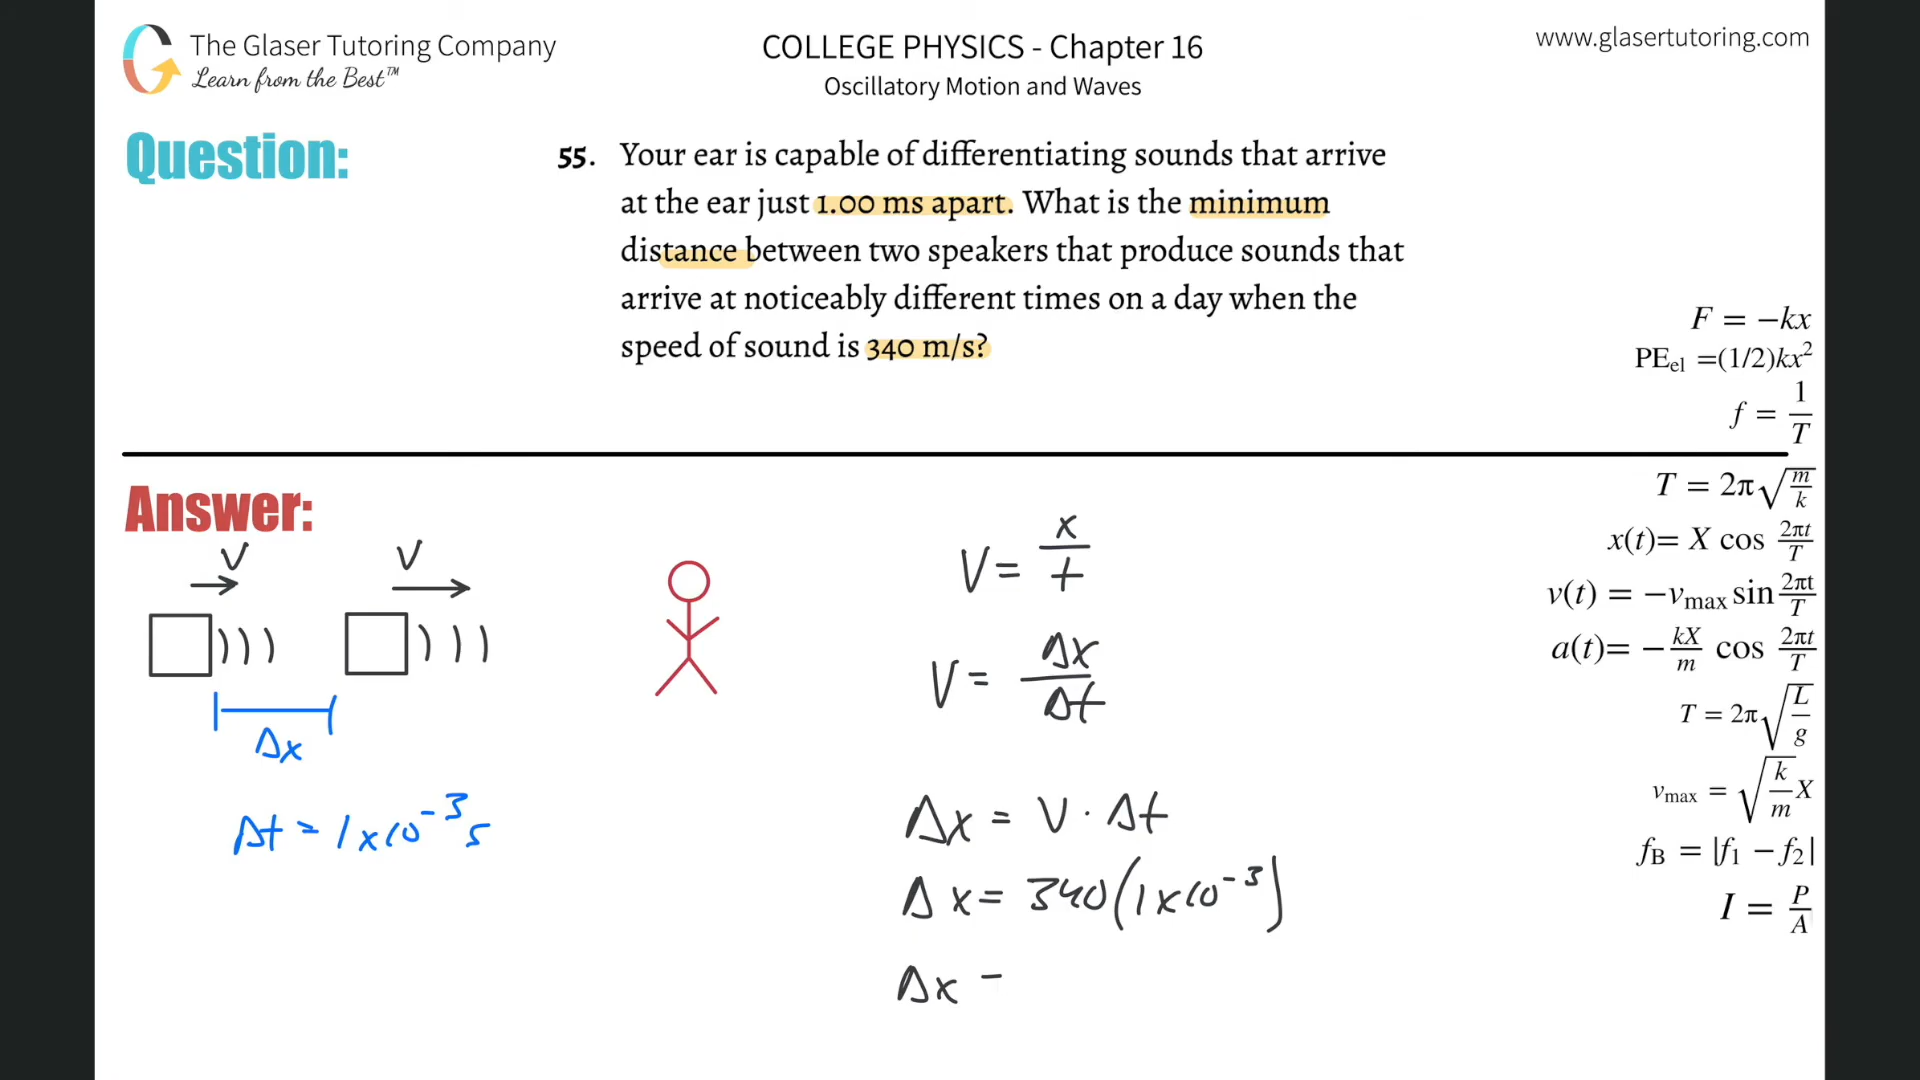 The Glaser Tutoring Company
Learn from the Best™
COLLEGE PHYSICS - Chapter 16
Oscillatory Motion and Waves
www.glasertutoring.com
Question:
55. Your ear is capable of differentiating sounds that arrive
at the ear just 1.00 ms apart. What is the minimum
distance between two speakers that produce sounds that
arrive at noticeably different times on a day when the
speed of sound is 340 m/s?
F = −kx
PEel =(1/2)kx²
f = 1/T
Answer:
V
V
Δx
Δt = 1x10⁻³s
V = x/t
V = Δx/Δt
Δx = V · Δt
Δx = 340(1x10⁻³)
Δx −
T = 2π√(m/k)
x(t)= X cos 2πt/T
v(t) = −vmax sin 2πt/T
a(t)= − kX/m cos 2πt/T
T = 2π√(L/g)
vmax = √(k/m)X
fB = |f1 − f2|
I = P/A